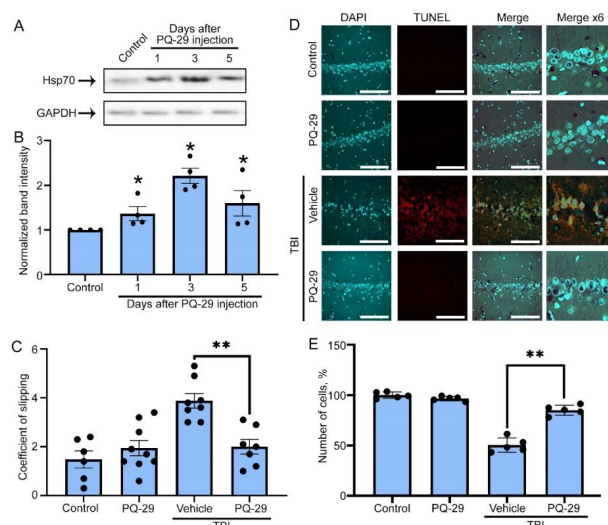 A
Control
Days after
PQ-29 injection
1 3 5
Hsp70
GAPDH
B
Normalized band intensity
3
2
1
0
*
*
*
Control 1 3 5
Days after PQ-29 injection
C
Coefficient of slipping
6
4
2
0
**
Control PQ-29 Vehicle PQ-29
TBI
D
DAPI TUNEL Merge Merge x6
Control
PQ-29
Vehicle
PQ-29
TBI
E
Number of cells, %
150
100
50
0
**
Control PQ-29 Vehicle PQ-29
TBI